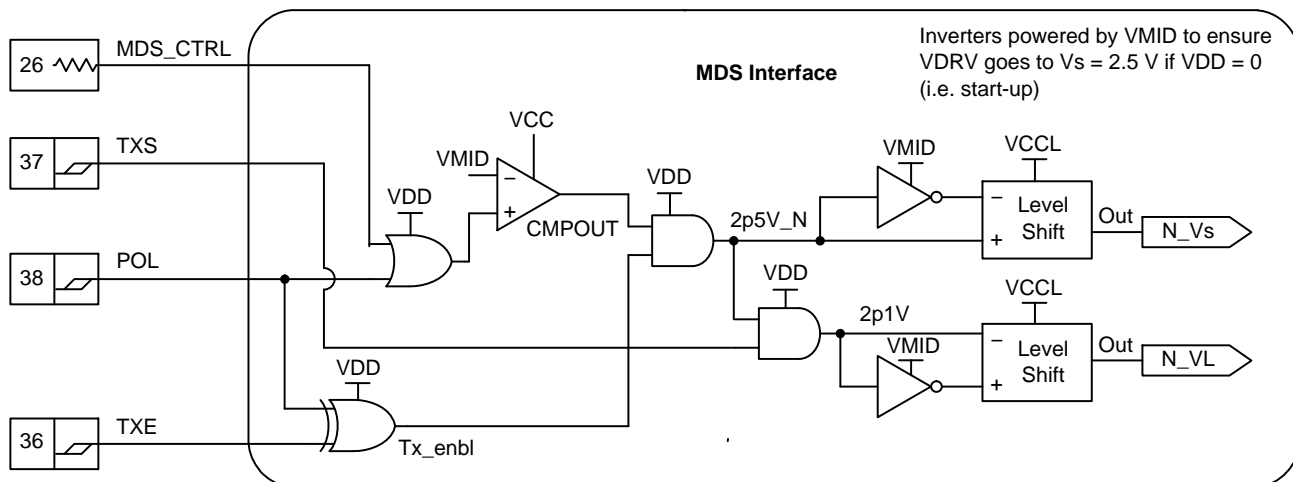 Inverters powered by VMID to ensure
VDRV goes to Vs = 2.5 V if VDD = 0
(i.e. start-up)
MDS Interface
26
MDS_CTRL
37
TXS
38
POL
36
TXE
VCC
VMID
−
+
CMPOUT
VDD
VDD
VDD
Tx_enbl
2p5V_N
VDD
2p1V
VMID
VCCL
−
+
Level
Shift
Out
N_Vs
VMID
VCCL
−
+
Level
Shift
Out
N_VL